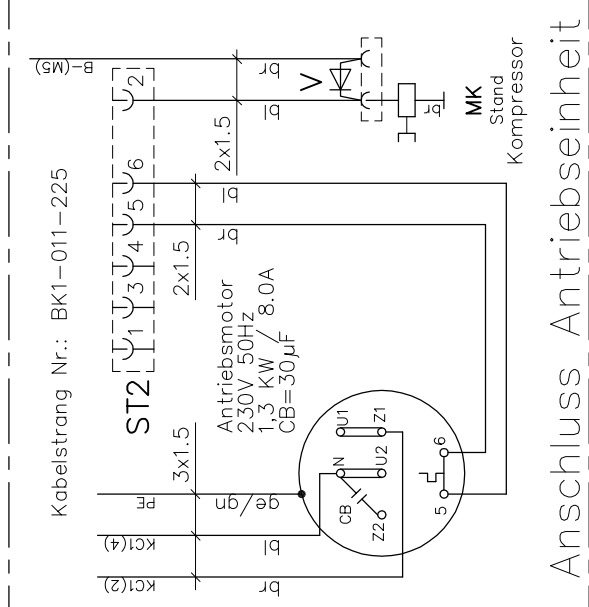 Anschluss Antriebseinheit
Kabelstrang Nr.: BK1-011-225
ST2
1
3
4
5
6
2
B-(M5)
br
bl
2x1.5
V
br
MK
Stand
Kompressor
bl
br
2x1.5
Antriebsmotor
230V 50Hz
1,3 KW / 8.0A
CB=30µF
3x1.5
PE
ge/gn
KC1(4)
bl
KC1(2)
br
U1
Z1
N
U2
CB
Z2
5
6